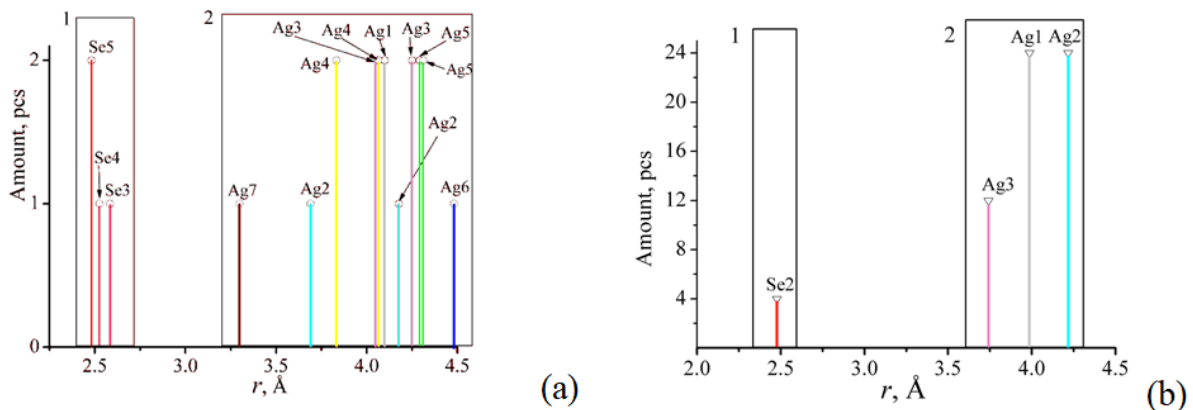 1
2
Se5
Se4
Se3
Ag3
Ag4
Ag1
Ag3
Ag5
Ag4
Ag5
Ag2
Ag7
Ag2
Ag6
Amount, pcs
2
1
0
2.5
3.0
3.5
4.0
4.5
r, Å
(a)
1
2
Ag1
Ag2
Ag3
Se2
Amount, pcs
24
20
16
12
8
4
2.0
2.5
3.0
3.5
4.0
4.5
r, Å
(b)